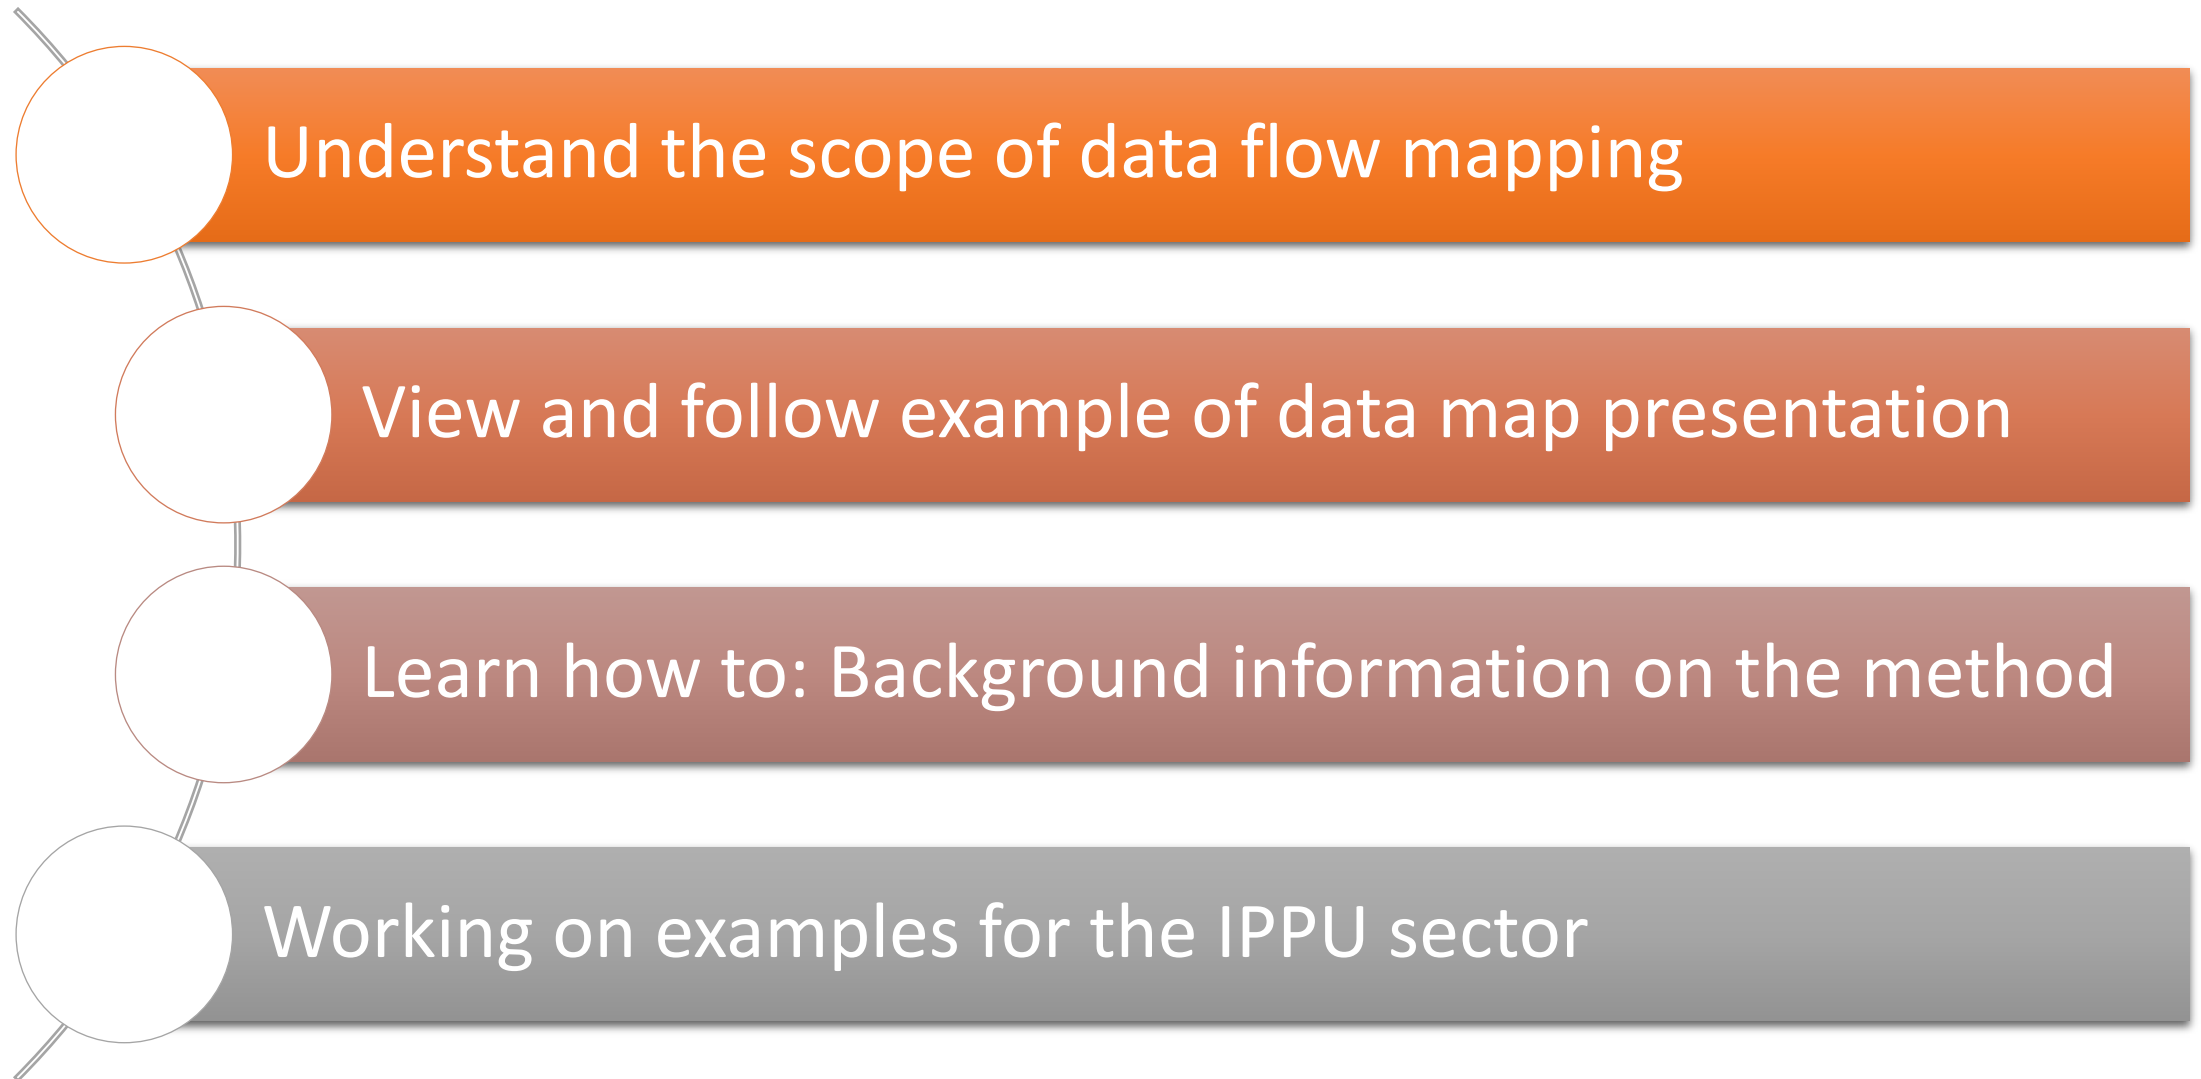 Understand the scope of data flow mapping
View and follow example of data map presentation
Learn how to: Background information on the method
Working on examples for the IPPU sector